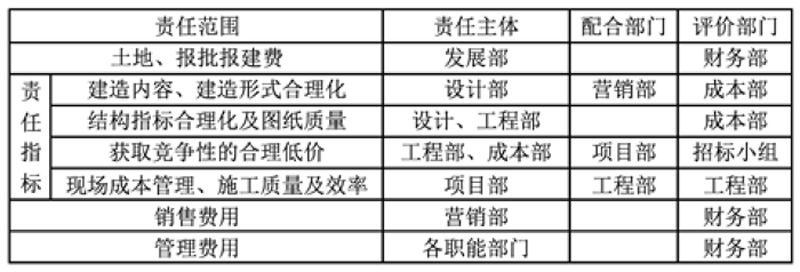 责任范围 责任主体 配合部门 评价部门
土地、报批报建费 发展部 财务部
责任指标
建造内容、建造形式合理化 设计部 营销部 成本部
结构指标合理化及图纸质量 设计、工程部 成本部
获取竞争性的合理低价 工程部、成本部 项目部 招标小组
现场成本管理、施工质量及效率 项目部 工程部 工程部
销售费用 营销部 财务部
管理费用 各职能部门 财务部